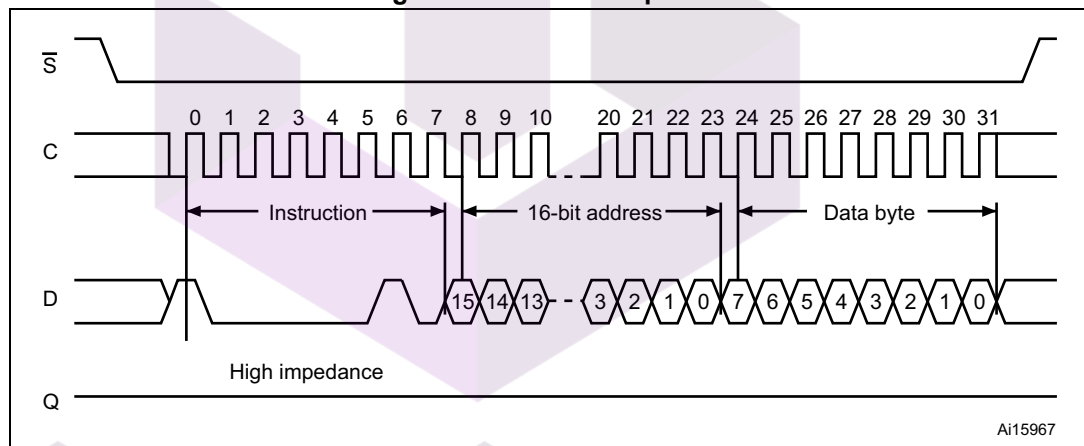 S
0 1 2 3 4 5 6 7 8 9 10 20 21 22 23 24 25 26 27 28 29 30 31
C
Instruction 16-bit address Data byte
D 15 14 13 3 2 1 0 7 6 5 4 3 2 1 0
High impedance
Q
Ai15967